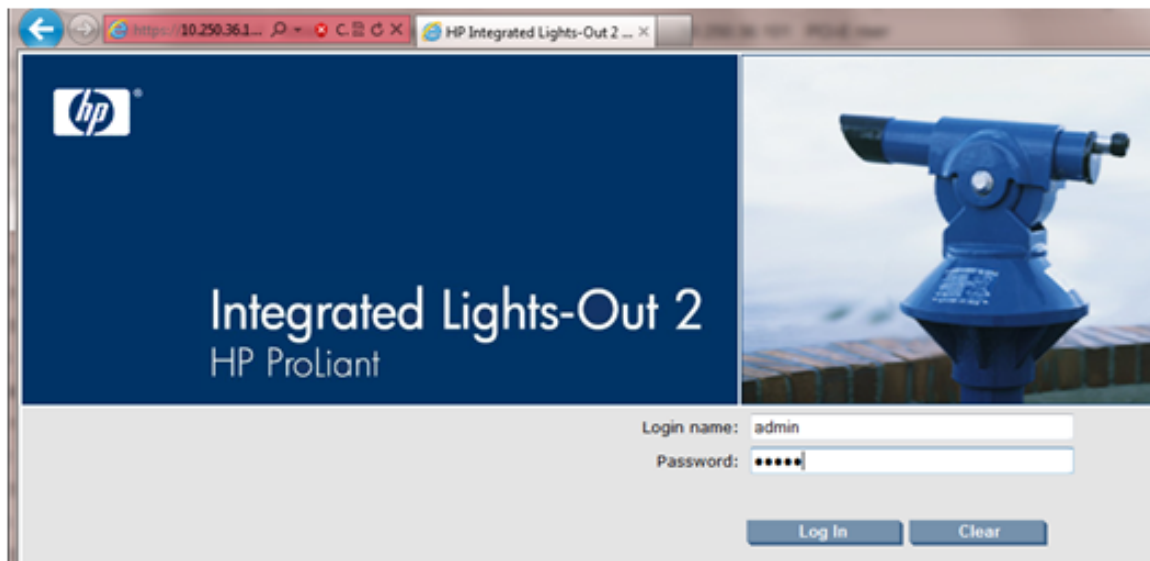 https://10.250.36.1...
HP Integrated Lights-Out 2 ...
hp
Integrated Lights-Out 2
HP ProLiant
Login name: admin
Password: •••••
Log In Clear